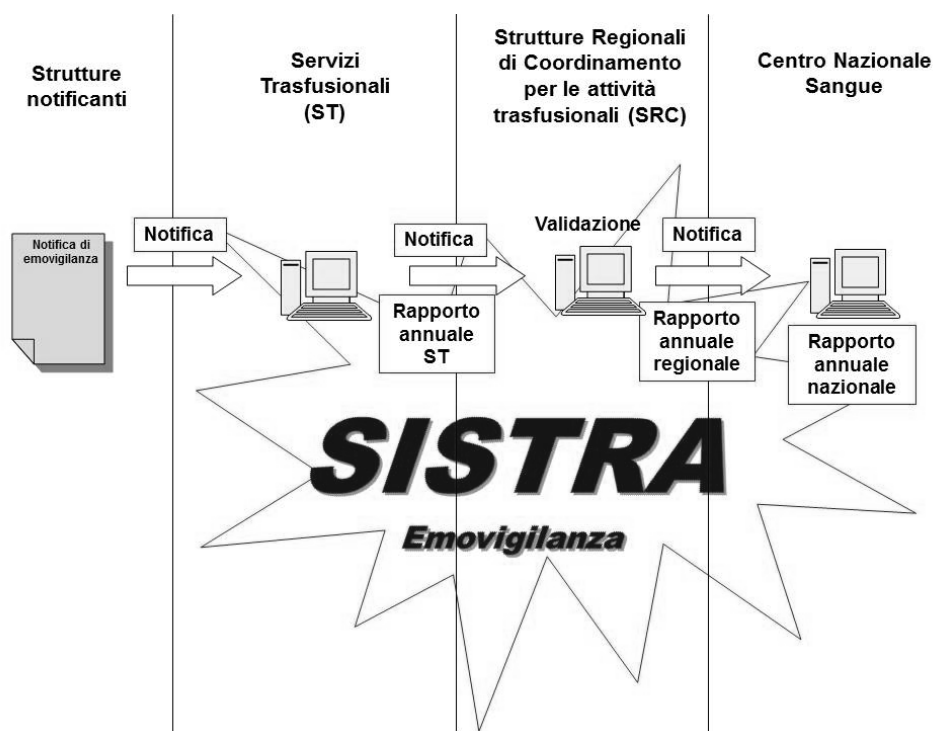 Strutture
notificanti
Servizi
Trasfusionali
(ST)
Strutture Regionali
di Coordinamento
per le attività
trasfusionali (SRC)
Centro Nazionale
Sangue
Notifica di
emovigilanza
Notifica
Notifica
Validazione
Notifica
Rapporto
annuale
ST
Rapporto
annuale
regionale
Rapporto
annuale
nazionale
SISTRA
Emovigilanza